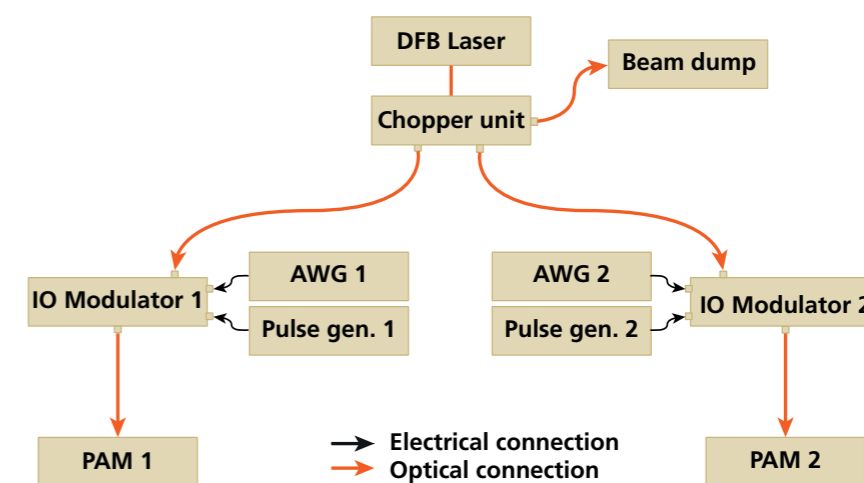 DFB Laser
Beam dump
Chopper unit
IO Modulator 1
AWG 1
Pulse gen. 1
AWG 2
Pulse gen. 2
IO Modulator 2
PAM 1
Electrical connection
Optical connection
PAM 2